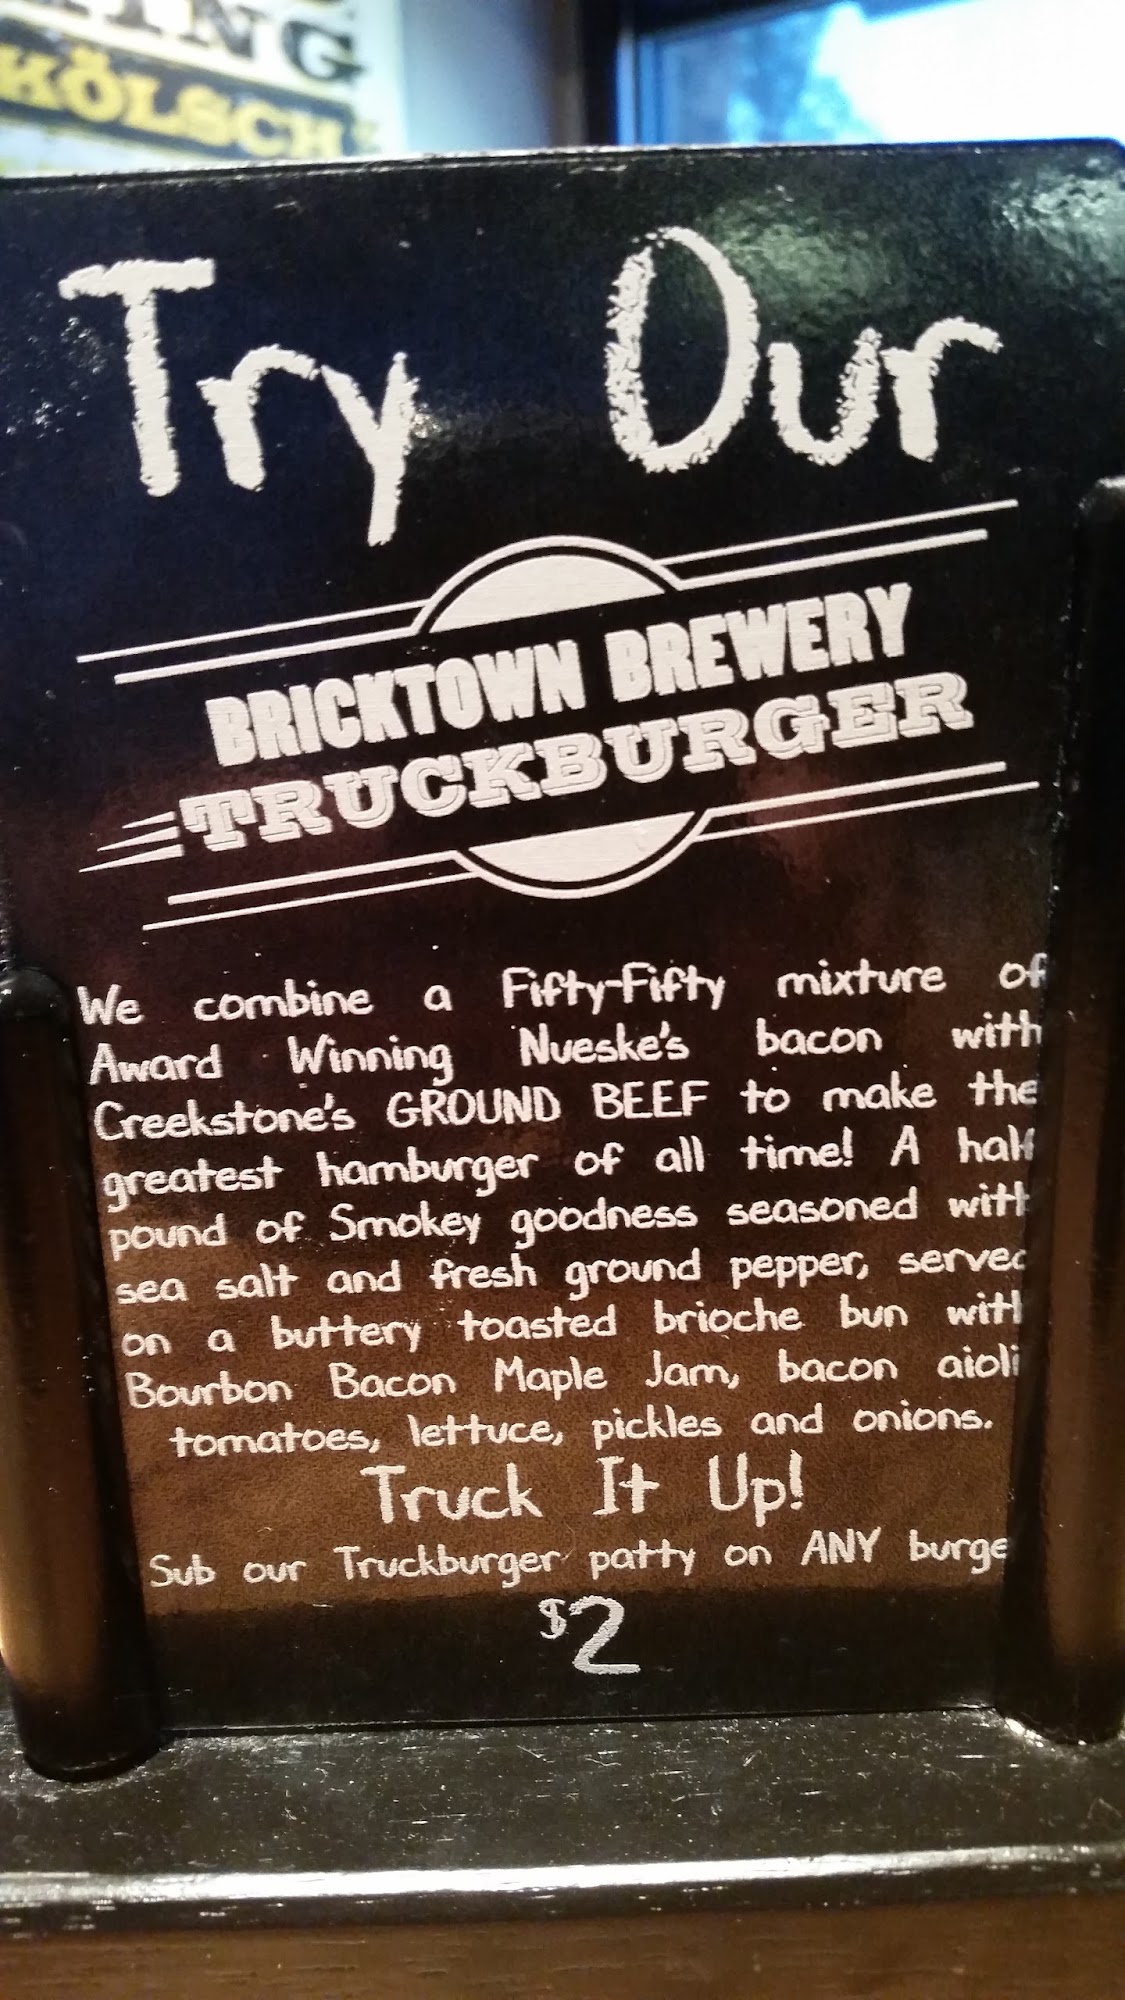 ING
KÖLSCH
Try Our
BRICKTOWN BREWERY
TRUCKBURGER
We combine a Fifty-Fifty mixture of
Award Winning Nueske's bacon with
Creekstone's GROUND BEEF to make the
greatest hamburger of all time! A half
pound of Smokey goodness seasoned with
sea salt and fresh ground pepper, served
on a buttery toasted brioche bun with
Bourbon Bacon Maple Jam, bacon aioli
tomatoes, lettuce, pickles and onions.
Truck It Up!
Sub our Truckburger patty on ANY burge
$2